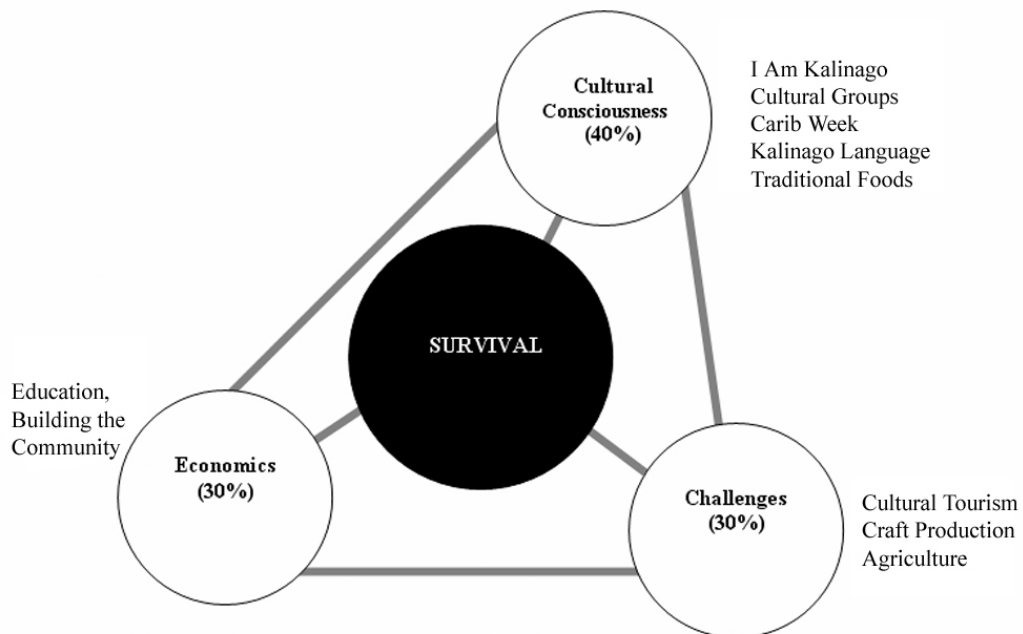 Cultural
Consciousness
(40%)
I Am Kalinago
Cultural Groups
Carib Week
Kalinago Language
Traditional Foods
SURVIVAL
Education,
Building the
Community
Economics
(30%)
Challenges
(30%)
Cultural Tourism
Craft Production
Agriculture